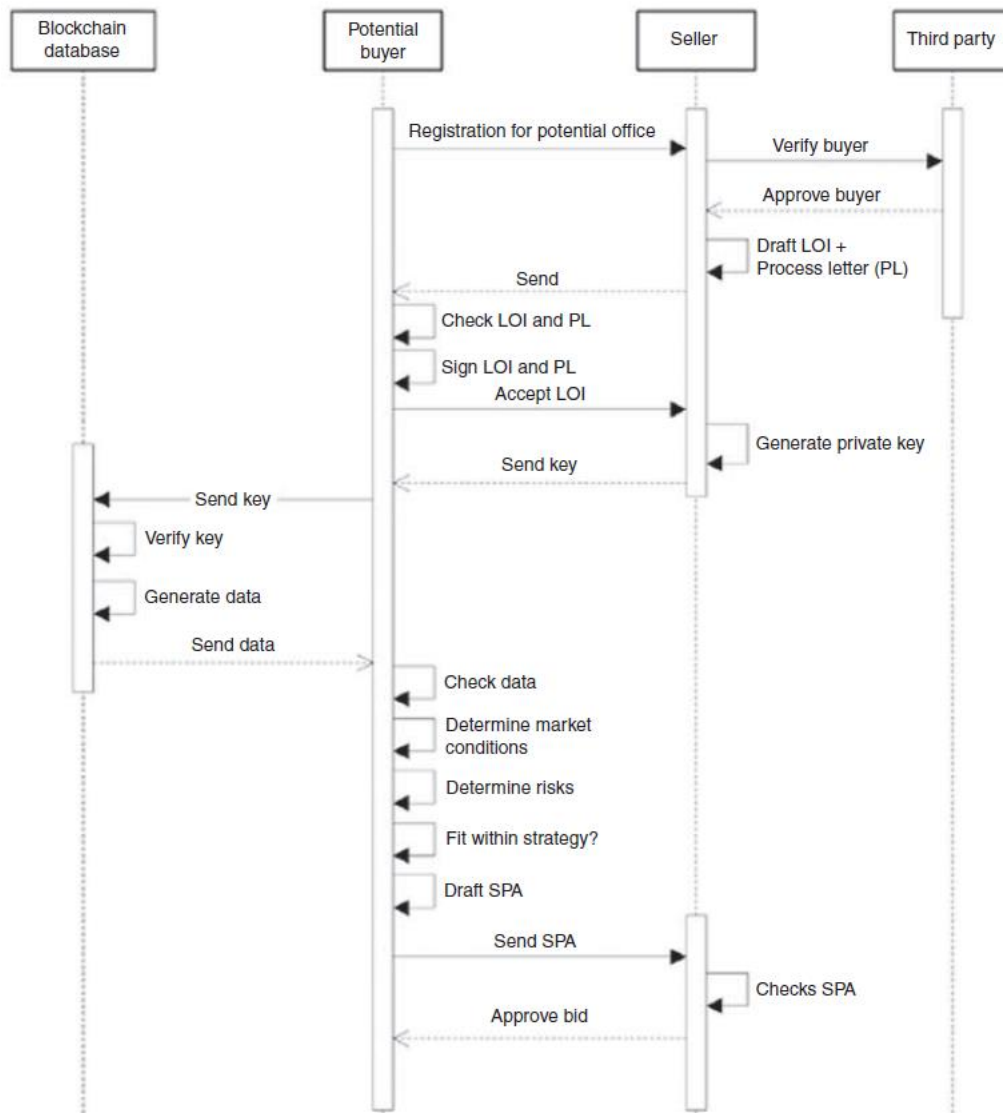 Blockchain
database
Potential
buyer
Seller
Third party
Registration for potential office
Verify buyer
Approve buyer
Draft LOI +
Process letter (PL)
Send
Check LOI and PL
Sign LOI and PL
Accept LOI
Generate private key
Send key
Send key
Verify key
Generate data
Send data
Check data
Determine market
conditions
Determine risks
Fit within strategy?
Draft SPA
Send SPA
Checks SPA
Approve bid